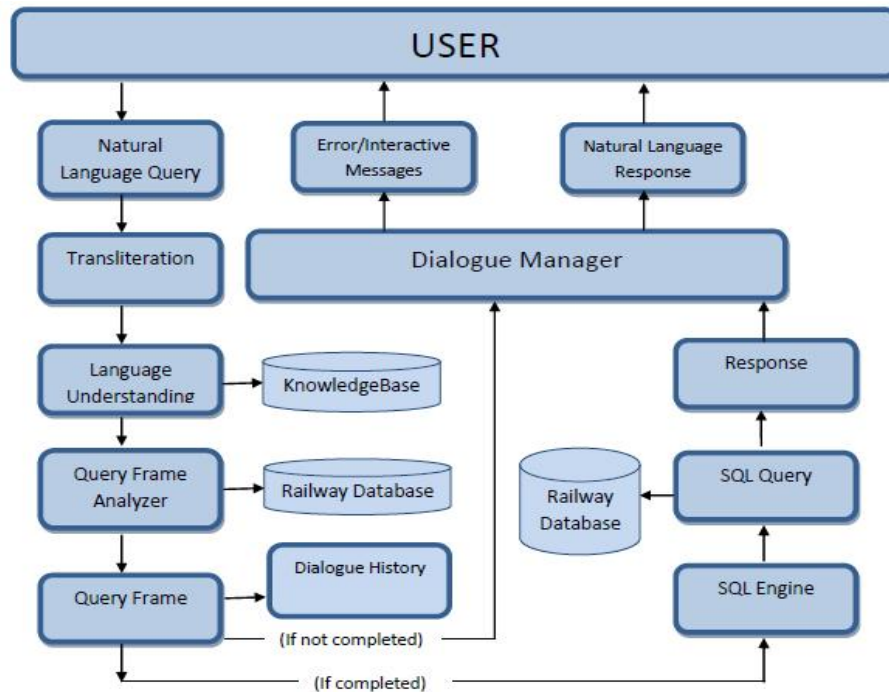 USER
Natural
Language Query
Error/Interactive
Messages
Natural Language
Response
Transliteration
Dialogue Manager
Language
Understanding
KnowledgeBase
Response
Query Frame
Analyzer
Railway Database
Railway
Database
SQL Query
Query Frame
Dialogue History
SQL Engine
(If not completed)
(If completed)